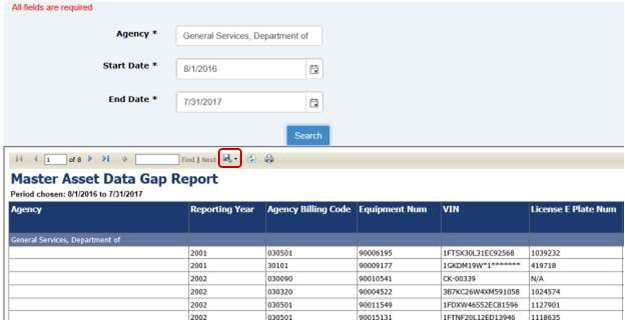 All fields are required
Agency * General Services, Department of
Start Date * 8/1/2016
End Date * 7/31/2017
Search
1 of 8 Find | Next
Master Asset Data Gap Report
Period chosen: 8/1/2016 to 7/31/2017
Agency Reporting Year Agency Billing Code Equipment Num VIN License E Plate Num
General Services, Department of
2001 030501 90006195 1FTSX30L31EC92568 1039232
2001 30101 90009177 1GKDM19W*1******* 419718
2002 030090 90010541 CK-00339 N/A
2002 030320 90004522 3B7KC26W4XM591058 1024574
2002 030501 90011549 1FDXW46S52EC81596 1127901
2002 030501 90015131 1FTNF20L12ED13946 1118635